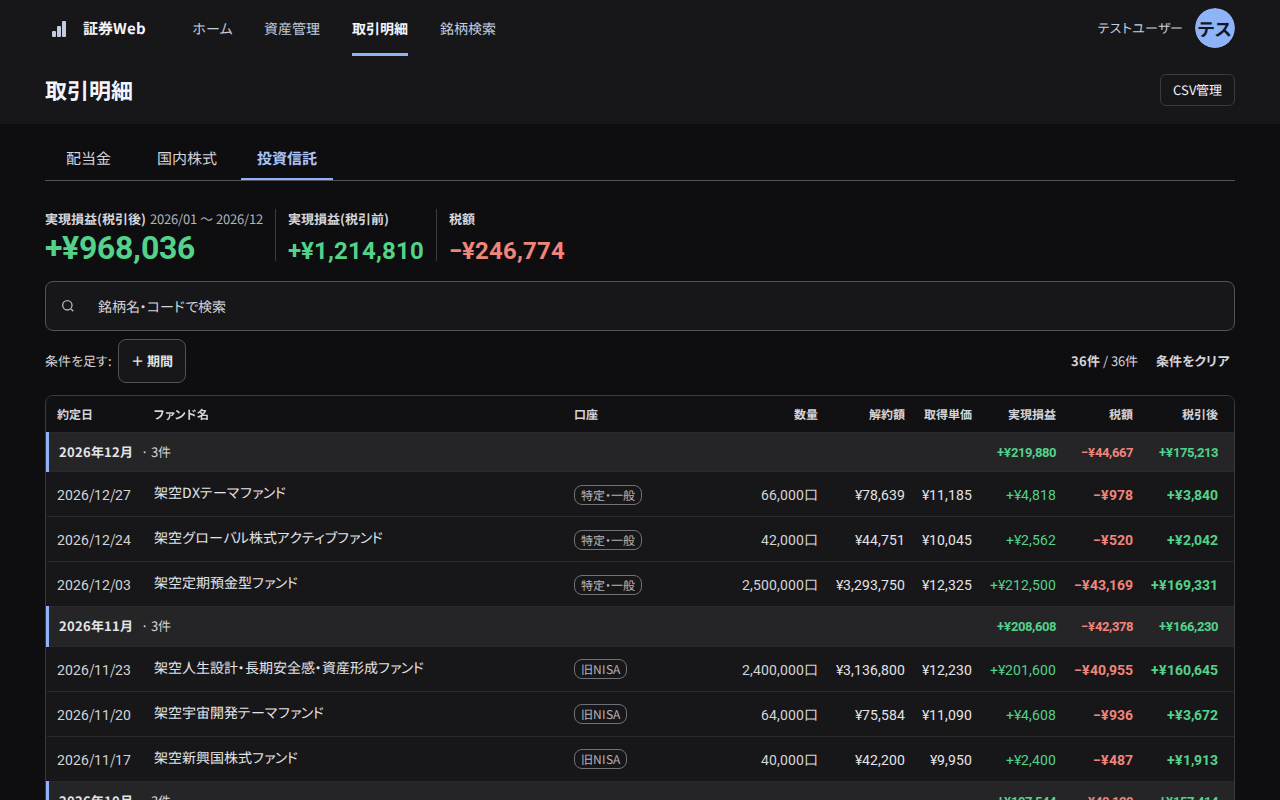 証券Web ホーム 資産管理 取引明細 銘柄検索 テストユーザー テス
取引明細 CSV管理
配当金 国内株式 投資信託
実現損益(税引後) 2026/01 〜 2026/12 実現損益(税引前) 税額
+¥968,036 +¥1,214,810 −¥246,774
銘柄名・コードで検索
条件を足す: ＋ 期間 36件 / 36件 条件をクリア
約定日 ファンド名 口座 数量 解約額 取得単価 実現損益 税額 税引後
2026年12月 · 3件 +¥219,880 −¥44,667 +¥175,213
2026/12/27 架空DXテーマファンド 特定・一般 66,000口 ¥78,639 ¥11,185 +¥4,818 −¥978 +¥3,840
2026/12/24 架空グローバル株式アクティブファンド 特定・一般 42,000口 ¥44,751 ¥10,045 +¥2,562 −¥520 +¥2,042
2026/12/03 架空定期預金型ファンド 特定・一般 2,500,000口 ¥3,293,750 ¥12,325 +¥212,500 −¥43,169 +¥169,331
2026年11月 · 3件 +¥208,608 −¥42,378 +¥166,230
2026/11/23 架空人生設計・長期安全感・資産形成ファンド 旧NISA 2,400,000口 ¥3,136,800 ¥12,230 +¥201,600 −¥40,955 +¥160,645
2026/11/20 架空宇宙開発テーマファンド 旧NISA 64,000口 ¥75,584 ¥11,090 +¥4,608 −¥936 +¥3,672
2026/11/17 架空新興国株式ファンド 旧NISA 40,000口 ¥42,200 ¥9,950 +¥2,400 −¥487 +¥1,913
2026年10月 · 3件